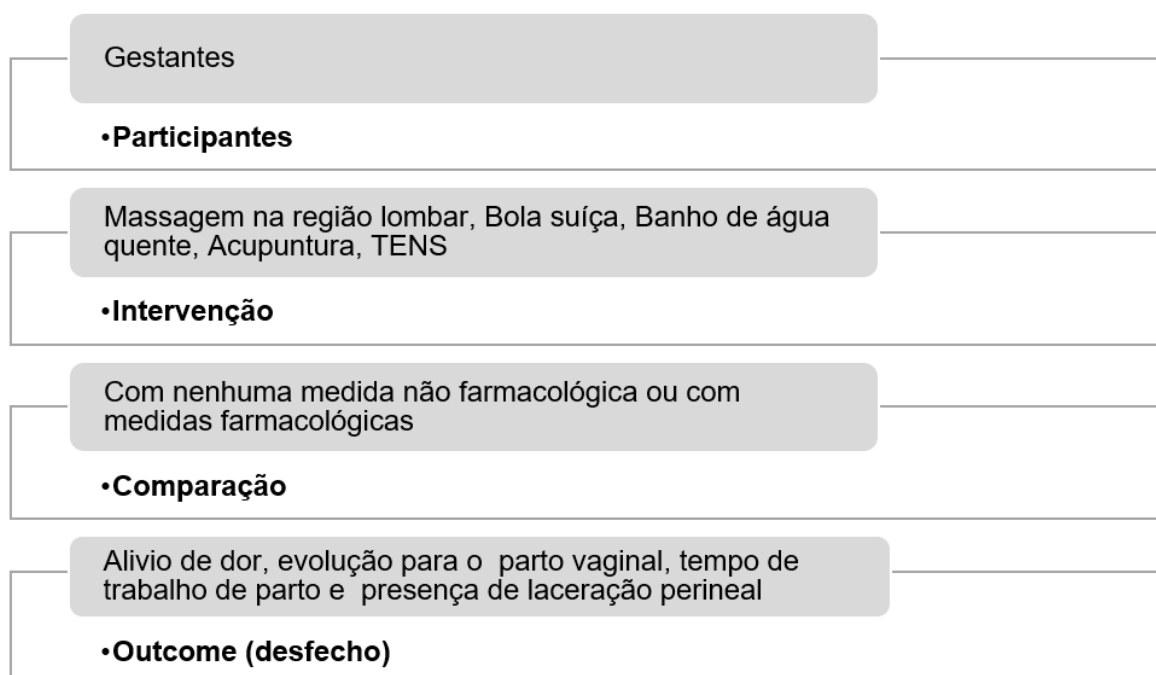 Gestantes
•Participantes
Massagem na região lombar, Bola suíça, Banho de água
quente, Acupuntura, TENS
•Intervenção
Com nenhuma medida não farmacológica ou com
medidas farmacológicas
•Comparação
Alivio de dor, evolução para o  parto vaginal, tempo de
trabalho de parto e  presença de laceração perineal
•Outcome (desfecho)